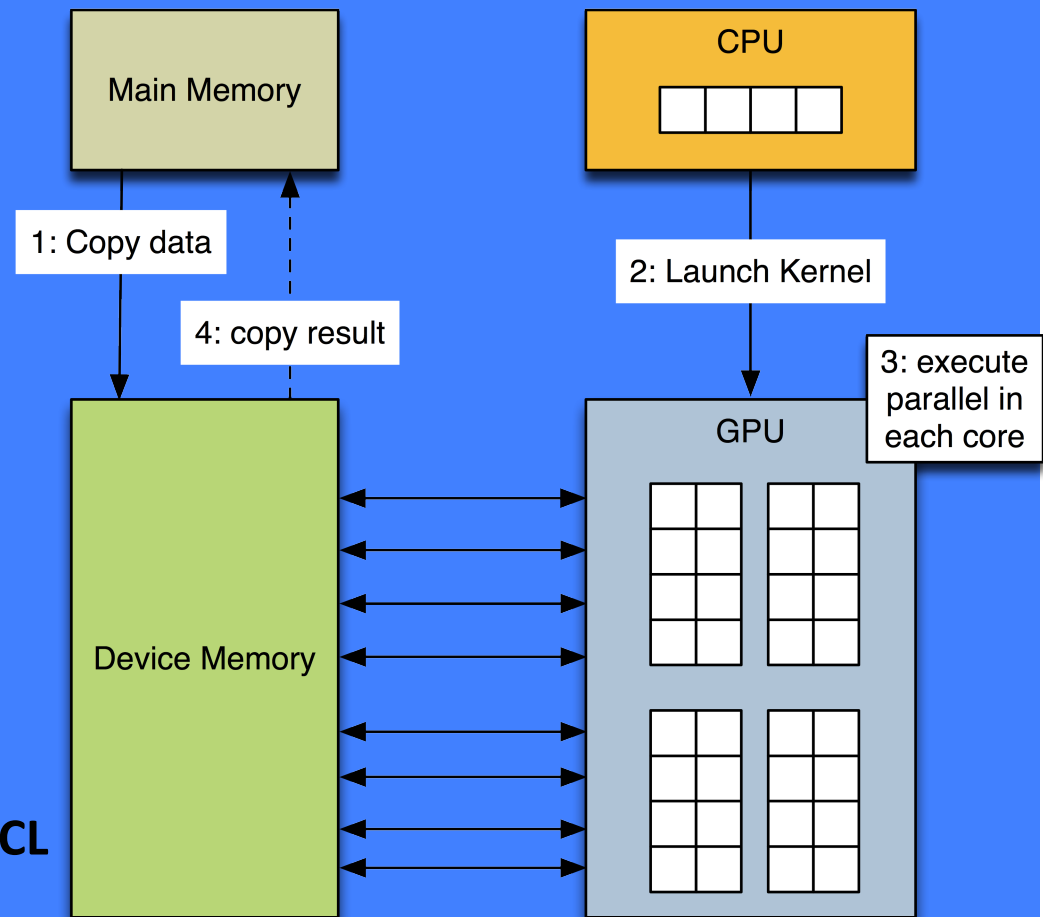 Main Memory
CPU
1: Copy data
2: Launch Kernel
4: copy result
3: execute
parallel in
each core
GPU
Device Memory
CL